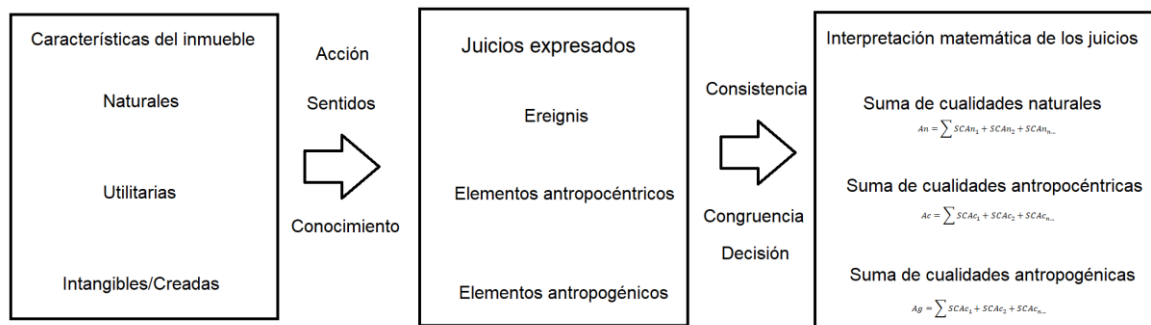 Características del inmueble
Naturales
Utilitarias
Intangibles/Creadas
Acción
Sentidos
Conocimiento
Juicios expresados
Ereignis
Elementos antropocéntricos
Elementos antropogénicos
Consistencia
Congruencia
Decisión
Interpretación matemática de los juicios
Suma de cualidades naturales
An = ∑ SCAn₁ + SCAn₂ + SCAnₙ...
Suma de cualidades antropocéntricas
Ac = ∑ SCAc₁ + SCAc₂ + SCAcₙ...
Suma de cualidades antropogénicas
Ag = ∑ SCAc₁ + SCAc₂ + SCAcₙ...